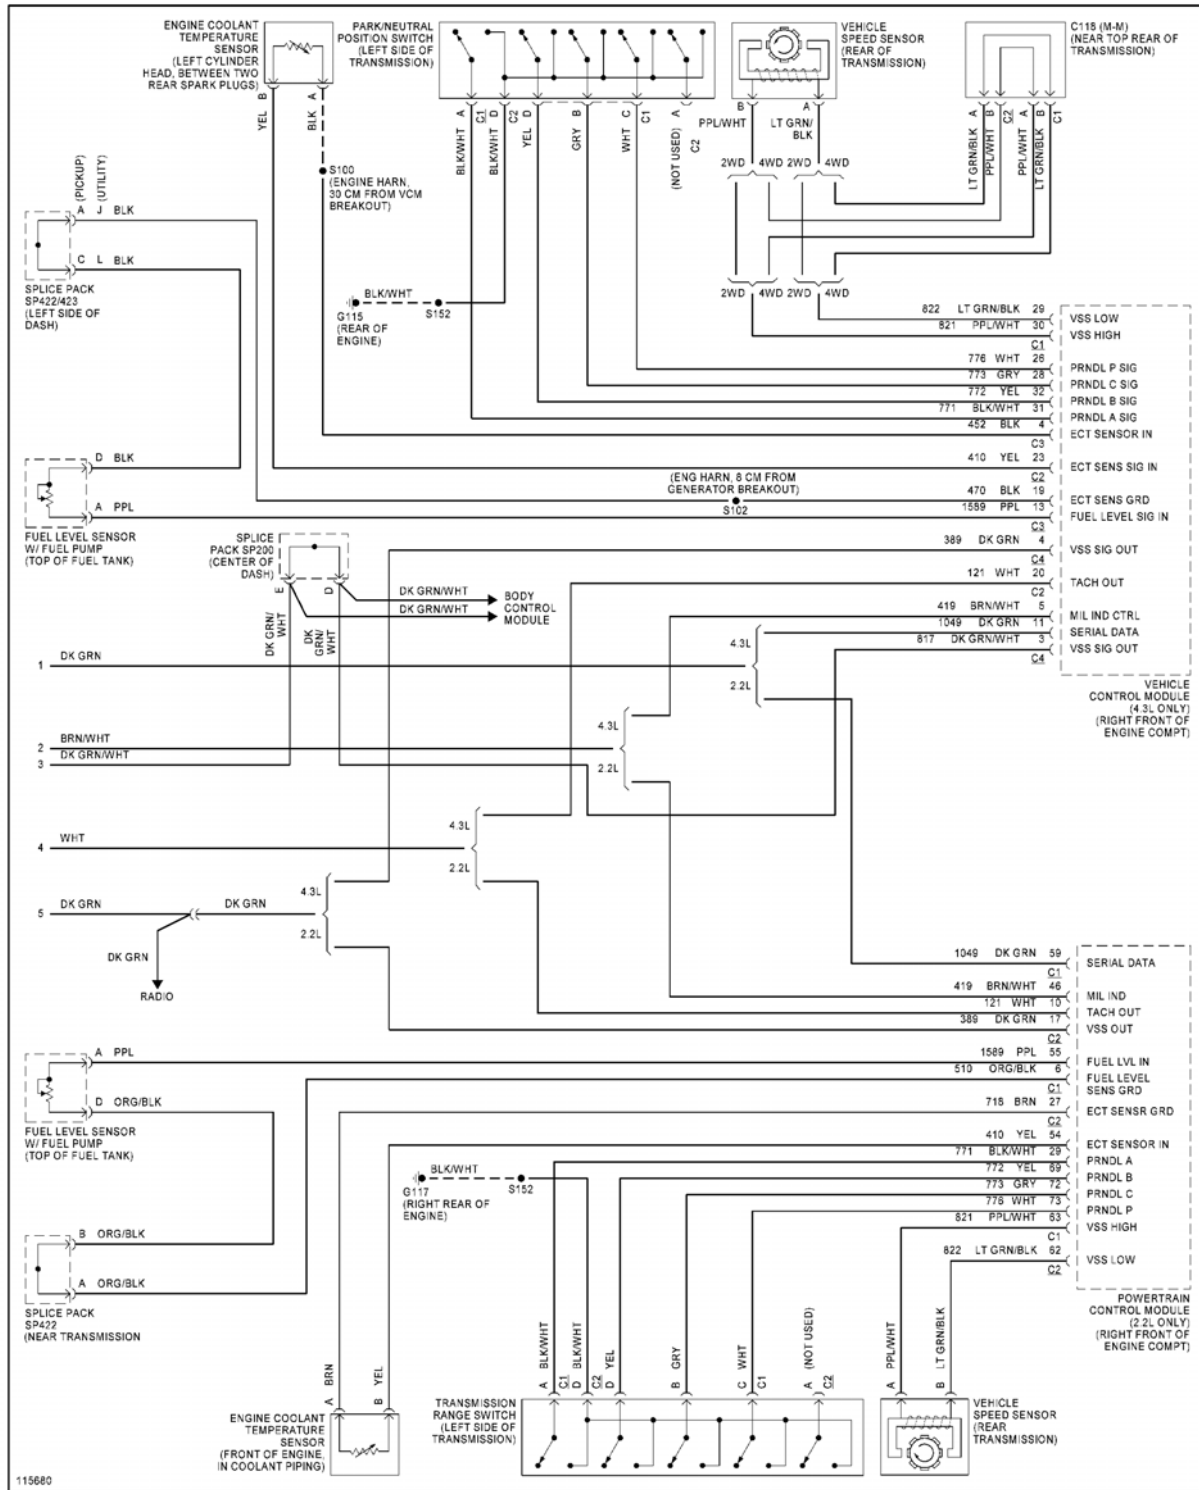 ENGINE COOLANT
TEMPERATURE
SENSOR
(LEFT CYLINDER
HEAD, BETWEEN TWO
REAR SPARK PLUGS)
PARK/NEUTRAL
POSITION SWITCH
(LEFT SIDE OF
TRANSMISSION)
VEHICLE
SPEED SENSOR
(REAR OF
TRANSMISSION)
C118 (M-M)
(NEAR TOP REAR OF
TRANSMISSION)
B
A
YEL
BLK
A
C1
D
C2
D
B
C
C1
A
C2
BLK/WHT
BLK/WHT
YEL
GRY
WHT
(NOT USED)
B
A
PPL/WHT
LT GRN/
BLK
A
B
C2
A
B
C1
LT GRN/BLK
PPL/WHT
PPL/WHT
LT GRN/BLK
2WD 4WD 2WD 4WD
S100
(ENGINE HARN,
30 CM FROM VCM
BREAKOUT)
(PICKUP)
(UTILITY)
A J BLK
C L BLK
SPLICE PACK
SP422/423
(LEFT SIDE OF
DASH)
BLK/WHT
G115
(REAR OF
ENGINE)
S152
2WD 4WD 2WD 4WD
822 LT GRN/BLK 29
VSS LOW
821 PPL/WHT 30
VSS HIGH
C1
776 WHT 26
PRNDL P SIG
773 GRY 28
PRNDL C SIG
772 YEL 32
PRNDL B SIG
771 BLK/WHT 31
PRNDL A SIG
452 BLK 4
ECT SENSOR IN
C3
410 YEL 23
ECT SENS SIG IN
C2
470 BLK 19
ECT SENS GRD
1589 PPL 13
FUEL LEVEL SIG IN
C3
389 DK GRN 4
VSS SIG OUT
C4
121 WHT 20
TACH OUT
C2
419 BRN/WHT 5
MIL IND CTRL
1049 DK GRN 11
SERIAL DATA
817 DK GRN/WHT 3
VSS SIG OUT
C4
VEHICLE
CONTROL MODULE
(4.3L ONLY)
(RIGHT FRONT OF
ENGINE COMPT)
D BLK
A PPL
FUEL LEVEL SENSOR
W/ FUEL PUMP
(TOP OF FUEL TANK)
(ENG HARN, 8 CM FROM
GENERATOR BREAKOUT)
S102
SPLICE
PACK SP200
(CENTER OF
DASH)
E
D
DK GRN/
WHT
DK
GRN/
WHT
DK GRN/WHT
DK GRN/WHT
BODY
CONTROL
MODULE
1 DK GRN
4.3L
2.2L
2 BRN/WHT
3 DK GRN/WHT
4.3L
2.2L
4 WHT
4.3L
2.2L
5 DK GRN
DK GRN
4.3L
2.2L
DK GRN
RADIO
1049 DK GRN 59
SERIAL DATA
C1
419 BRN/WHT 46
MIL IND
121 WHT 10
TACH OUT
389 DK GRN 17
VSS OUT
C2
1589 PPL 55
FUEL LVL IN
510 ORG/BLK 6
FUEL LEVEL
SENS GRD
C1
718 BRN 27
ECT SENSR GRD
C2
410 YEL 54
ECT SENSOR IN
771 BLK/WHT 29
PRNDL A
772 YEL 69
PRNDL B
773 GRY 72
PRNDL C
776 WHT 73
PRNDL P
821 PPL/WHT 63
VSS HIGH
C1
822 LT GRN/BLK 62
VSS LOW
C2
POWERTRAIN
CONTROL MODULE
(2.2L ONLY)
(RIGHT FRONT OF
ENGINE COMPT)
A PPL
D ORG/BLK
FUEL LEVEL SENSOR
W/ FUEL PUMP
(TOP OF FUEL TANK)
BLK/WHT
G117
(RIGHT REAR OF
ENGINE)
S152
B ORG/BLK
A ORG/BLK
SPLICE PACK
SP422
(NEAR TRANSMISSION
BRN
YEL
A
B
ENGINE COOLANT
TEMPERATURE
SENSOR
(FRONT OF ENGINE,
IN COOLANT PIPING)
BLK/WHT
BLK/WHT
YEL
GRY
WHT
(NOT USED)
A
C1
D
C2
D
B
C
C1
A
C2
TRANSMISSION
RANGE SWITCH
(LEFT SIDE OF
TRANSMISSION)
PPL/WHT
LT GRN/BLK
A
B
VEHICLE
SPEED SENSOR
(REAR
TRANSMISSION)
115680